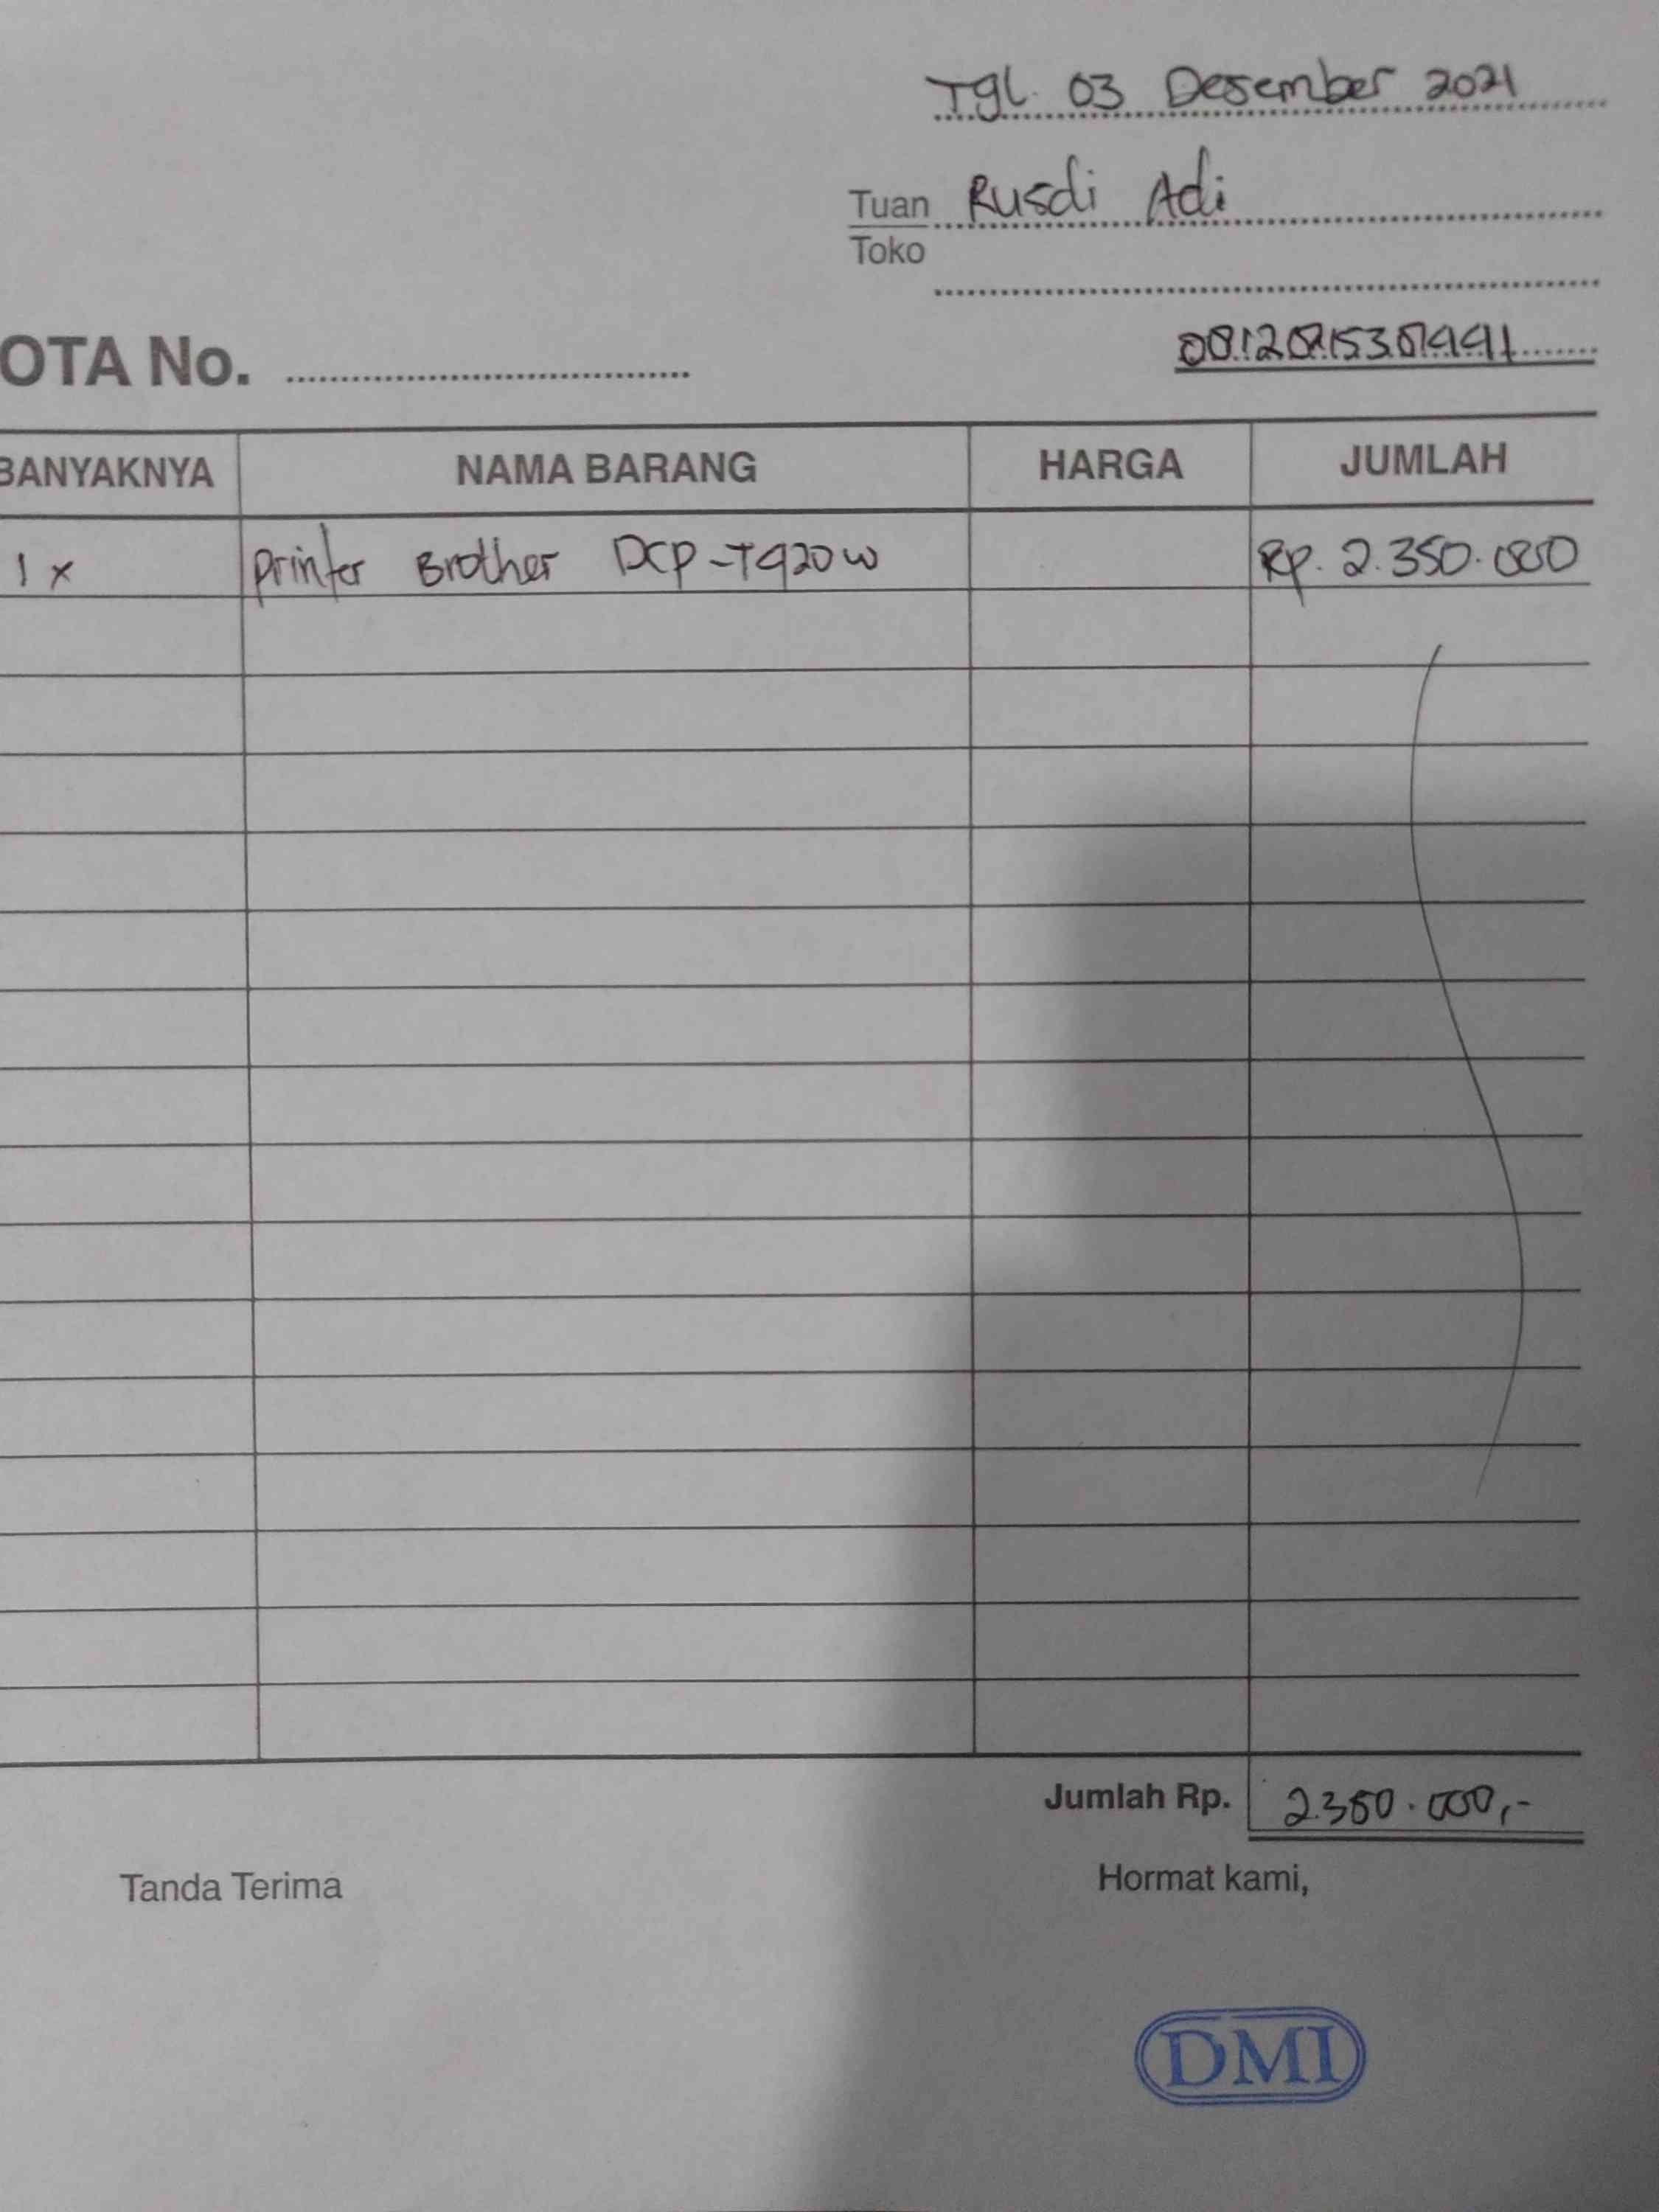 Tgl. 03 Desember 2021
Tuan Rusdi Adi
Toko
OTA No.
BANYAKNYA NAMA BARANG HARGA JUMLAH
1 x Printer Brother DCP-T920W Rp. 2.350.000
Jumlah Rp. 2.350.000,-
Tanda Terima Hormat kami,
DMI